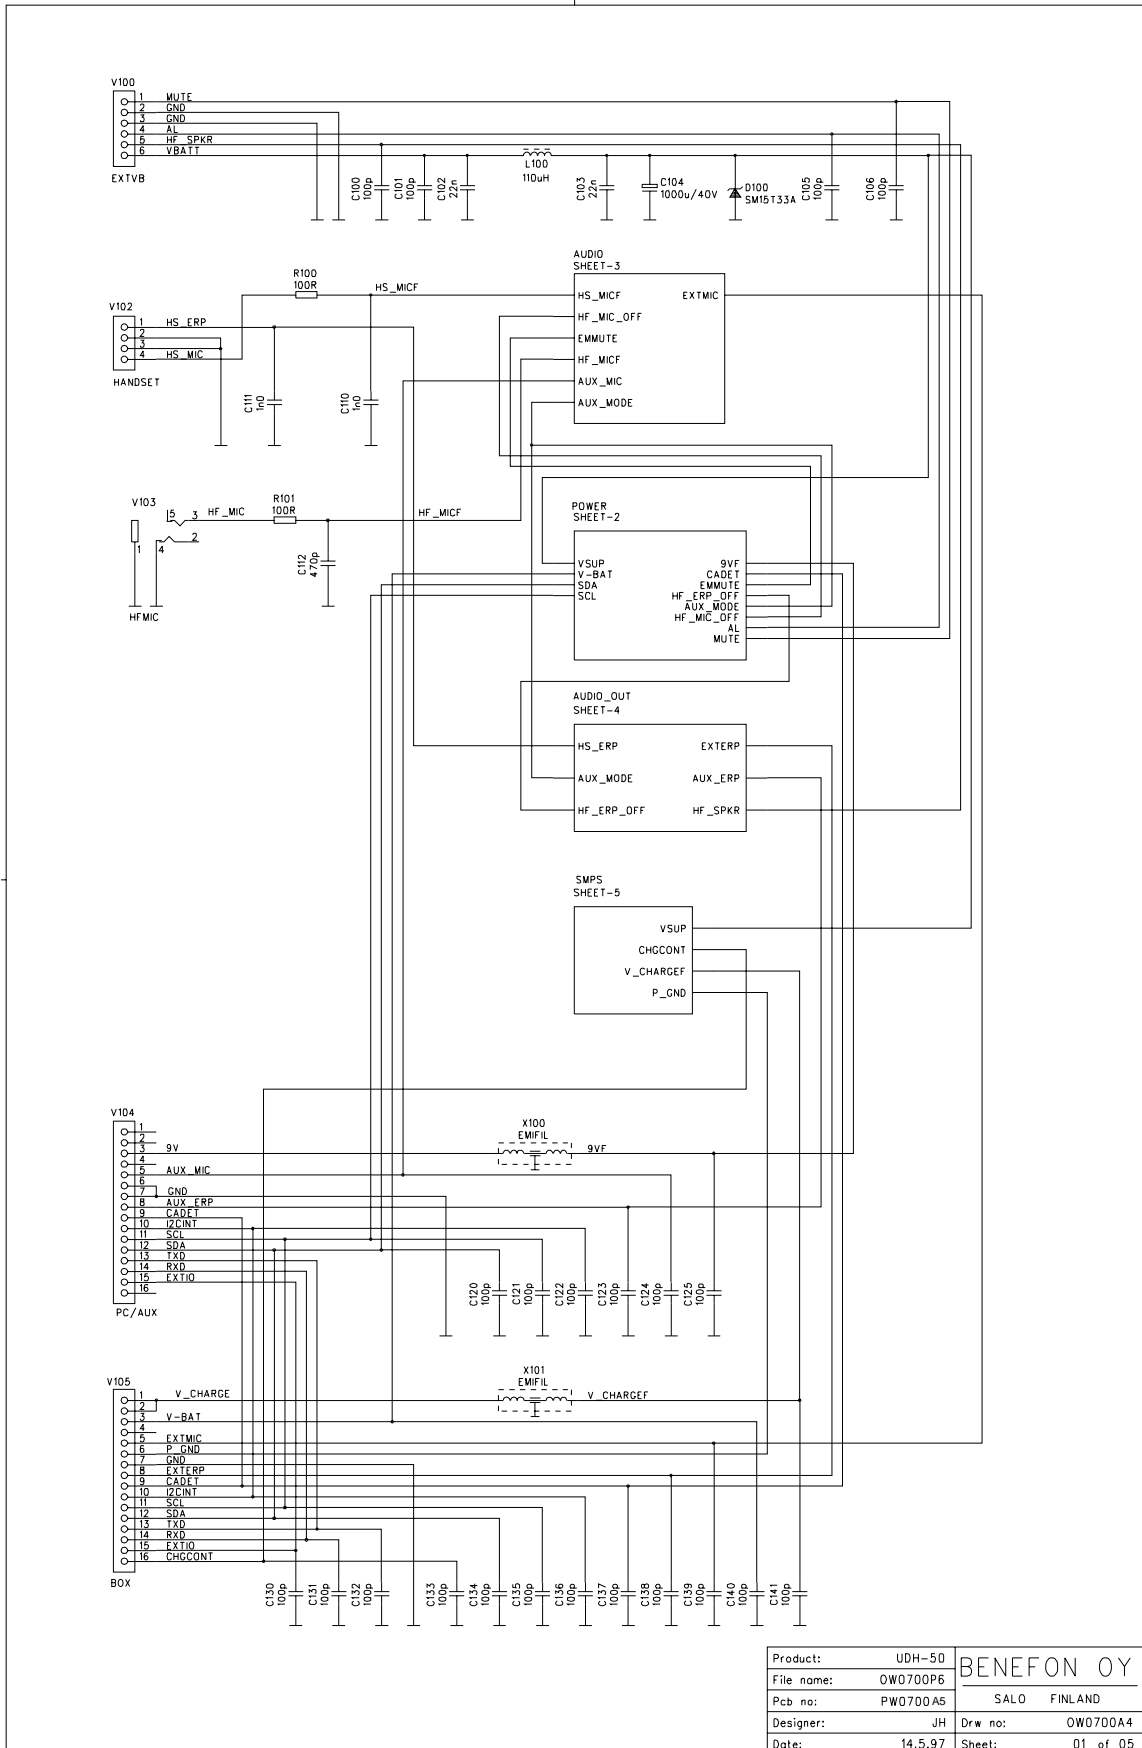 V100
1 MUTE
2 GND
3 GND
4 AL
5 HF_SPKR
6 VBATT
EXTVB
C100 100p
C101 100p
C102 22n
L100
110uH
C103 22n
C104
1000u/40V
D100
SM15T33A
C105 100p
C106 100p
AUDIO
SHEET-3
HS_MICF EXTMIC
HF_MIC_OFF
EMMUTE
HF_MICF
AUX_MIC
AUX_MODE
R100
100R
HS_MICF
V102
1 HS_ERP
2
3
4 HS_MIC
HANDSET
C111 1n0
C110 1n0
V103
5 3 HF_MIC
4 2
1
HFMIC
R101
100R
HF_MICF
C112 470p
POWER
SHEET-2
VSUP 9VF
V-BAT CADET
SDA EMMUTE
SCL HF_ERP_OFF
AUX_MODE
HF_MIC_OFF
AL
MUTE
AUDIO_OUT
SHEET-4
HS_ERP EXTERP
AUX_MODE AUX_ERP
HF_ERP_OFF HF_SPKR
SMPS
SHEET-5
VSUP
CHGCONT
V_CHARGEF
P_GND
V104
1
2
3 9V
4
5 AUX_MIC
6
7 GND
8 AUX_ERP
9 CADET
10 I2CINT
11 SCL
12 SDA
13 TXD
14 RXD
15 EXTIO
16
PC/AUX
X100
EMIFIL
9VF
C120 100p
C121 100p
C122 100p
C123 100p
C124 100p
C125 100p
V105
1 V_CHARGE
2
3 V-BAT
4
5 EXTMIC
6 P_GND
7 GND
8 EXTERP
9 CADET
10 I2CINT
11 SCL
12 SDA
13 TXD
14 RXD
15 EXTIO
16 CHGCONT
BOX
X101
EMIFIL
V_CHARGEF
C130 100p
C131 100p
C132 100p
C133 100p
C134 100p
C135 100p
C136 100p
C137 100p
C138 100p
C139 100p
C140 100p
C141 100p
Product: UDH-50
File name: OW0700P6
Pcb no: PW0700A5
Designer: JH
Date: 14.5.97
BENEFON OY
SALO FINLAND
Drw no: OW0700A4
Sheet: 01 of 05